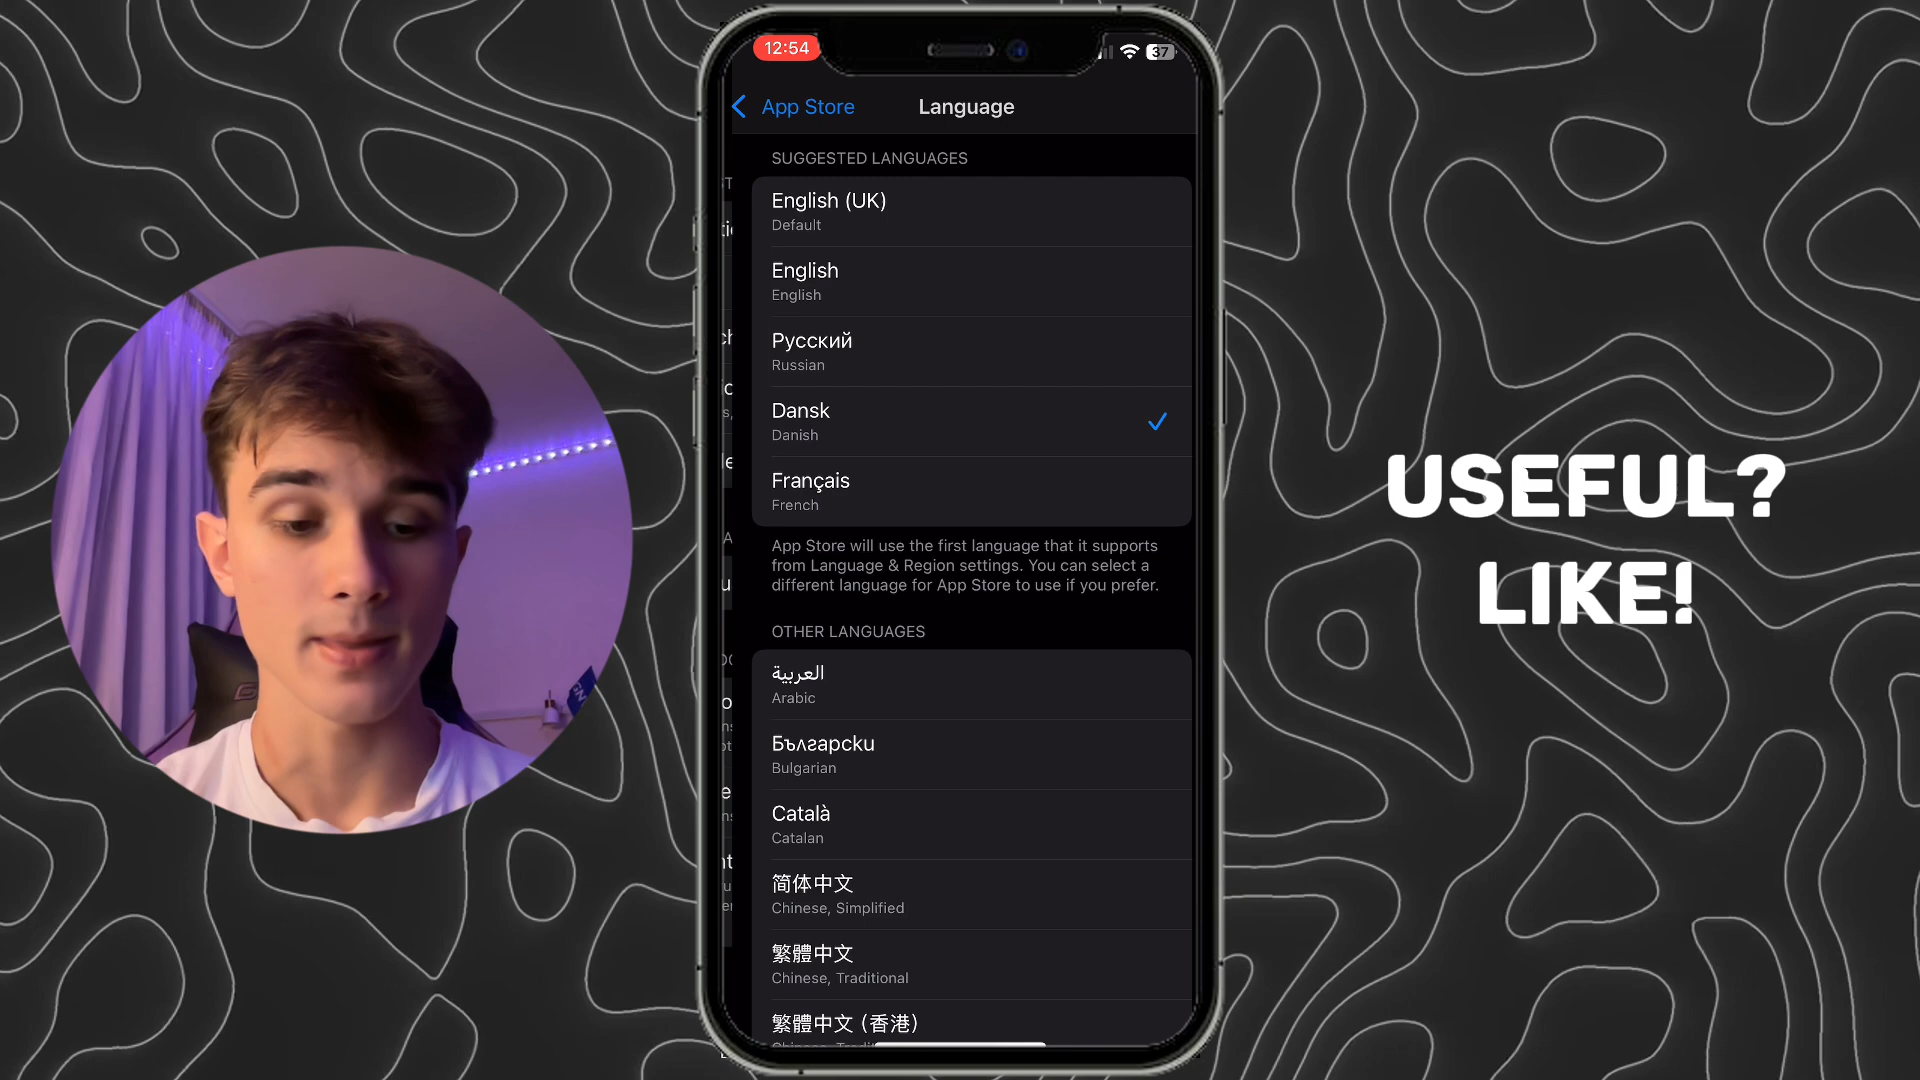 12:54
37
App Store
Language
SUGGESTED LANGUAGES
English (UK)
Default
English
English
Русский
Russian
Dansk
Danish
Français
French
App Store will use the first language that it supports
from Language & Region settings. You can select a
different language for App Store to use if you prefer.
OTHER LANGUAGES
العربية
Arabic
Български
Bulgarian
Català
Catalan
简体中文
Chinese, Simplified
繁體中文
Chinese, Traditional
繁體中文 (香港)
USEFUL?
LIKE!